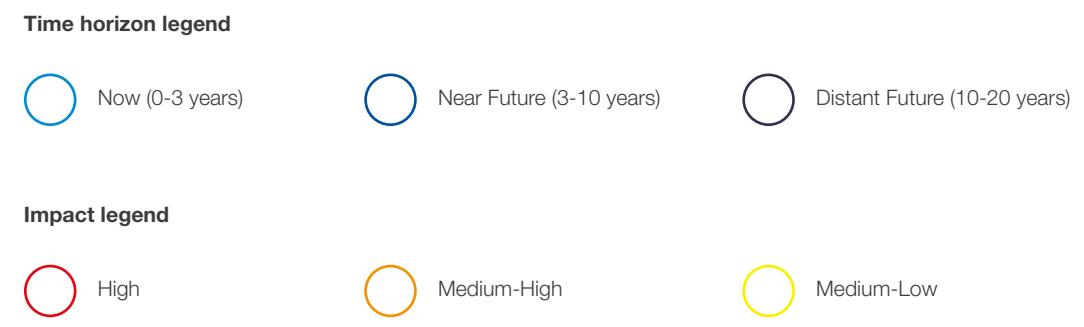 Time horizon legend
Now (0-3 years)
Near Future (3-10 years)
Distant Future (10-20 years)
Impact legend
High
Medium-High
Medium-Low